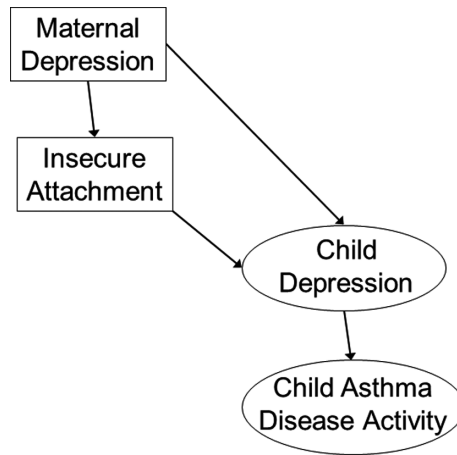 Maternal
Depression
Insecure
Attachment
Child
Depression
Child Asthma
Disease Activity